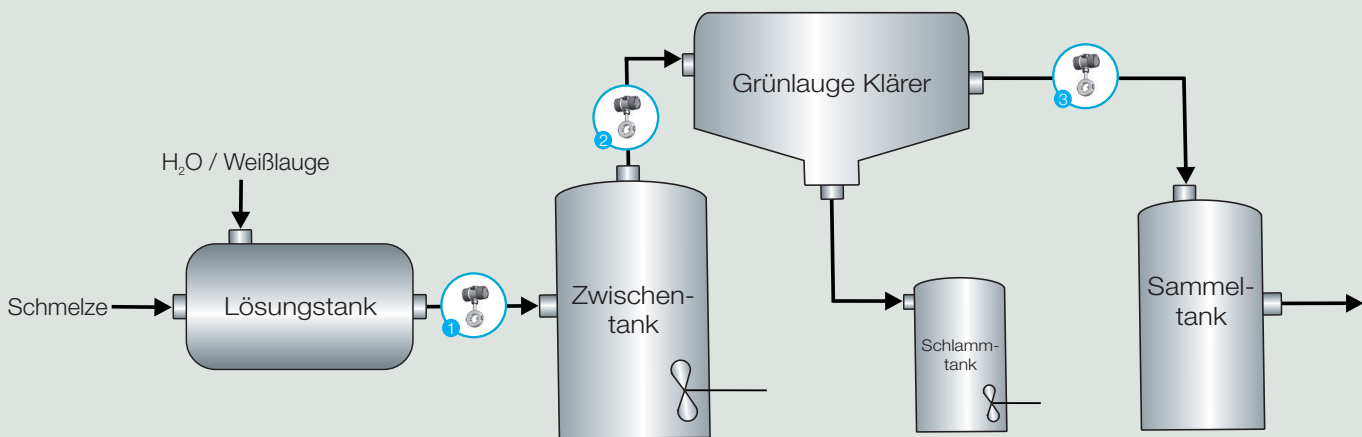 Grünlauge Klärer
3
2
H₂O / Weißlauge
Schmelze
Lösungstank
1
Zwischen-
tank
Schlamm-
tank
Sammel-
tank